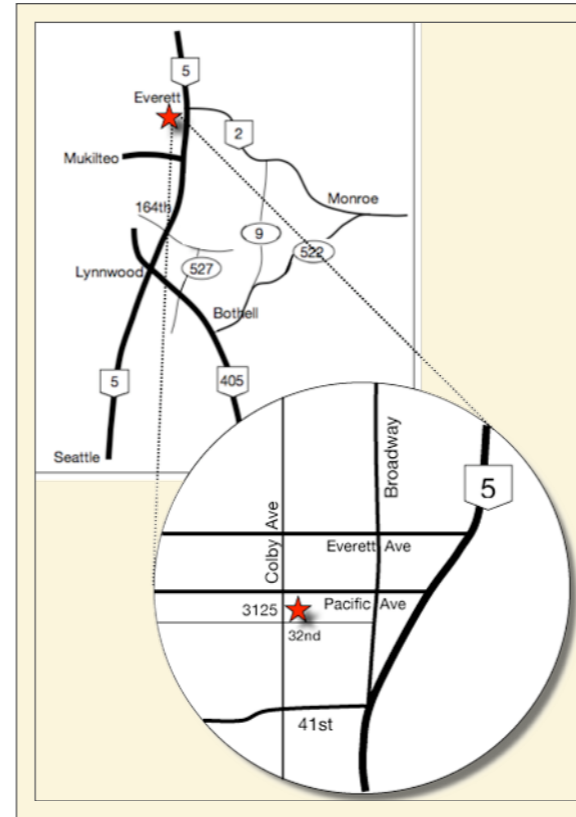 5
Everett
2
Mukilteo
Monroe
164th
9
522
Lynnwood
527
Bothell
5
405
Seattle
Broadway
5
Colby Ave
Everett Ave
Pacific Ave
3125
32nd
41st